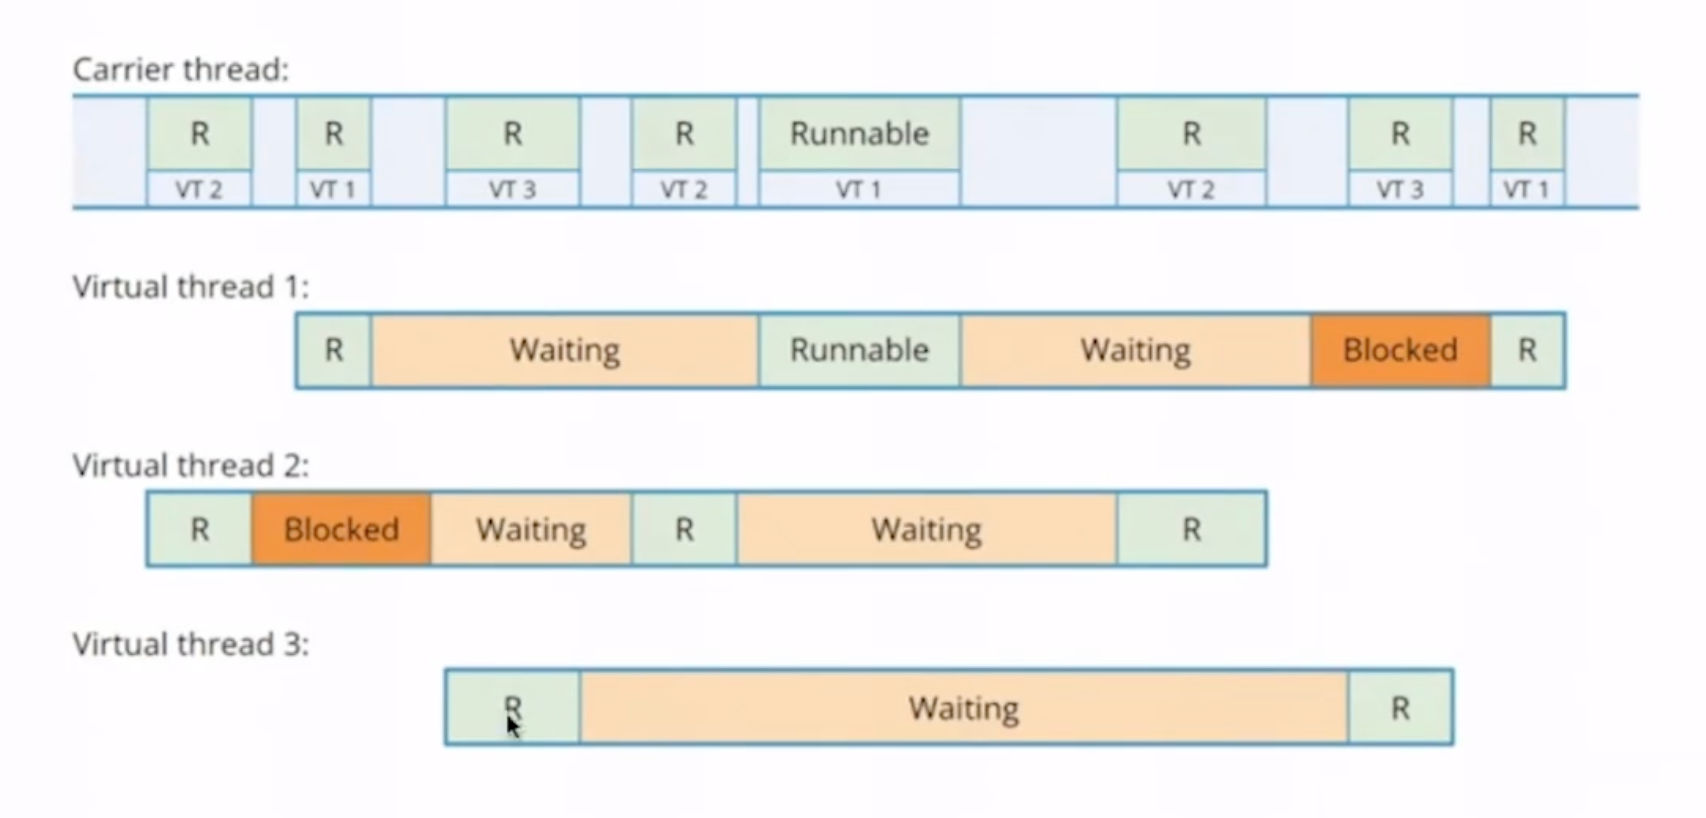 Carrier thread:
R R R R Runnable R R R
VT 2 VT 1 VT 3 VT 2 VT 1 VT 2 VT 3 VT 1
Virtual thread 1:
R Waiting Runnable Waiting Blocked R
Virtual thread 2:
R Blocked Waiting R Waiting R
Virtual thread 3:
R Waiting R